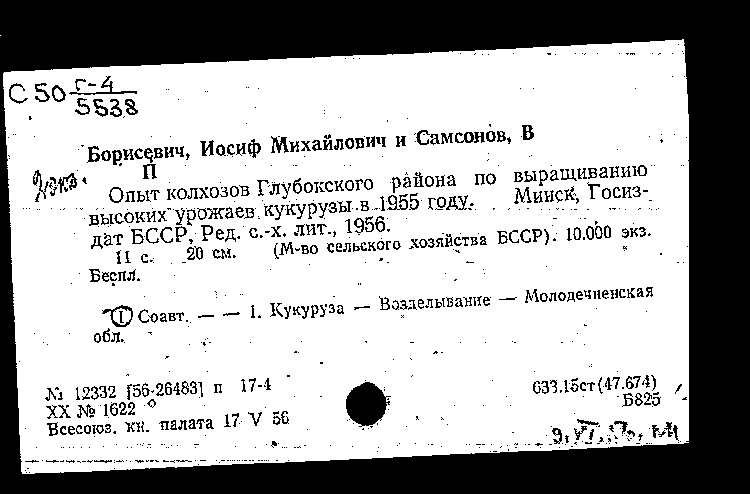 С 50 Г-4
5538
Борисевич, Иосиф Михайлович и Самсонов, В
П
Опыт колхозов Глубокского района по выращиванию
высоких урожаев кукурузы в 1955 году. Минск, Госиз-
дат БССР, Ред. с.-х. лит., 1956.
11 с. 20 см. (М-во сельского хозяйства БССР). 10.000 экз.
Беспл.
I Соавт. — — 1. Кукуруза — Возделывание — Молодечненская
обл.
№ 12332 [56-26483] п 17-4
XX № 1622
Всесоюз. кн. палата 17 V 56
633.15ст(47.674)
Б825